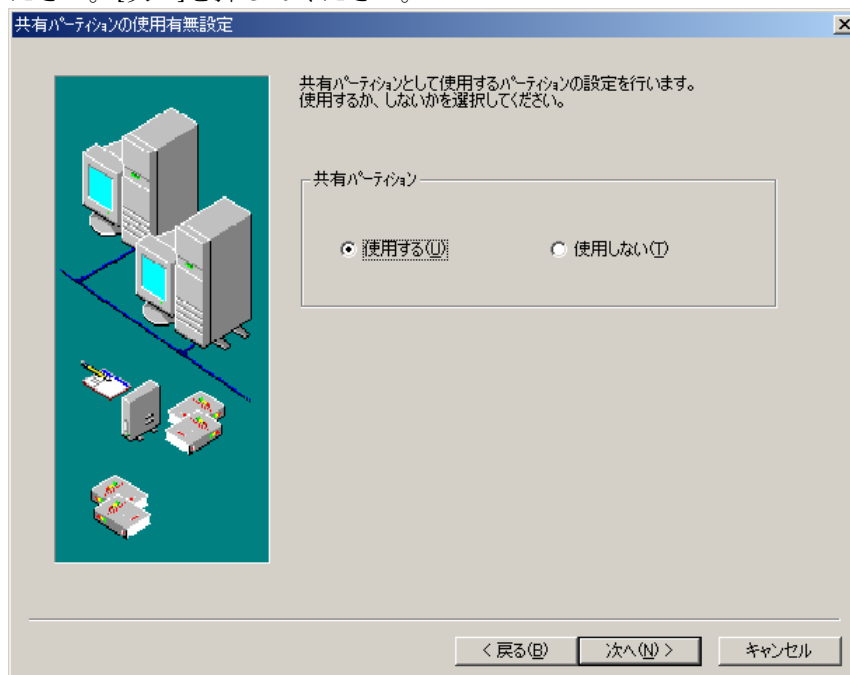 共有パーティションの使用有無設定
共有パーティションとして使用するパーティションの設定を行います。
使用するか、しないかを選択してください。
共有パーティション
使用する(U)
使用しない(T)
< 戻る(B)
次へ(N) >
キャンセル